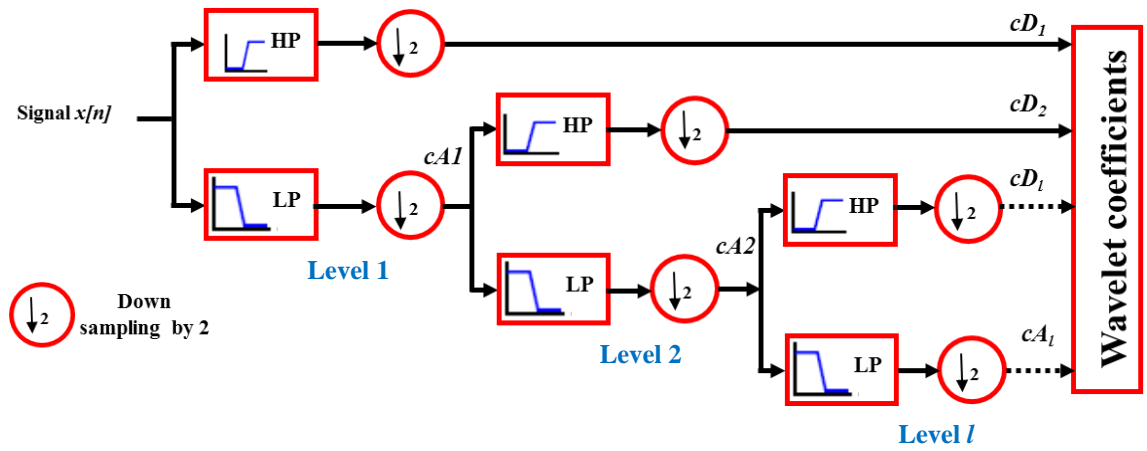 HP
2
cD1
Signal x[n]
LP
2
cA1
Level 1
HP
2
cD2
LP
2
cA2
Level 2
HP
2
cDl
LP
2
cAl
Level l
Wavelet coefficients
2
Down
sampling by 2